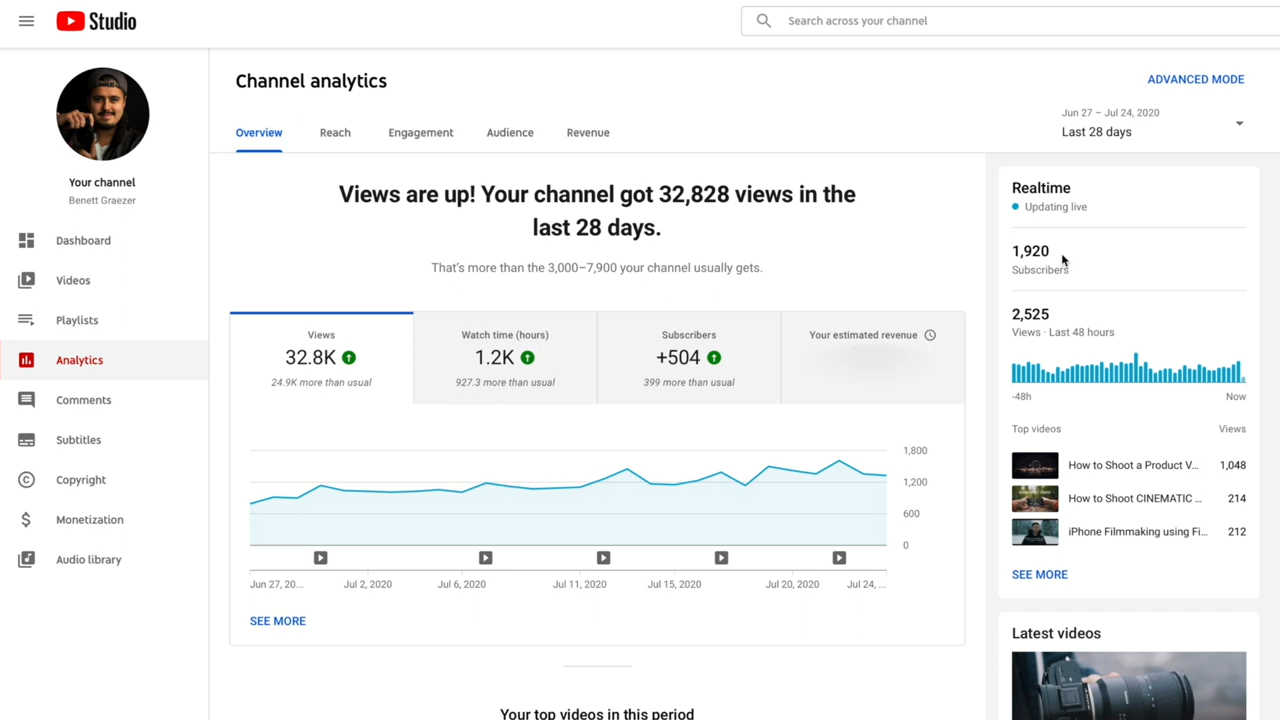 Studio
Search across your channel
Your channel
Benett Graezer
Dashboard
Videos
Playlists
Analytics
Comments
Subtitles
Copyright
Monetization
Audio library
Channel analytics
ADVANCED MODE
Overview
Reach
Engagement
Audience
Revenue
Jun 27 – Jul 24, 2020
Last 28 days
Views are up! Your channel got 32,828 views in the
last 28 days.
That's more than the 3,000–7,900 your channel usually gets.
Views
32.8K
24.9K more than usual
Watch time (hours)
1.2K
927.3 more than usual
Subscribers
+504
399 more than usual
Your estimated revenue
1,800
1,200
600
0
Jun 27, 20...
Jul 2, 2020
Jul 6, 2020
Jul 11, 2020
Jul 15, 2020
Jul 20, 2020
Jul 24, ...
SEE MORE
Your top videos in this period
Realtime
Updating live
1,920
Subscribers
2,525
Views · Last 48 hours
-48h
Now
Top videos
Views
How to Shoot a Product V...
1,048
How to Shoot CINEMATIC ...
214
iPhone Filmmaking using Fi...
212
SEE MORE
Latest videos